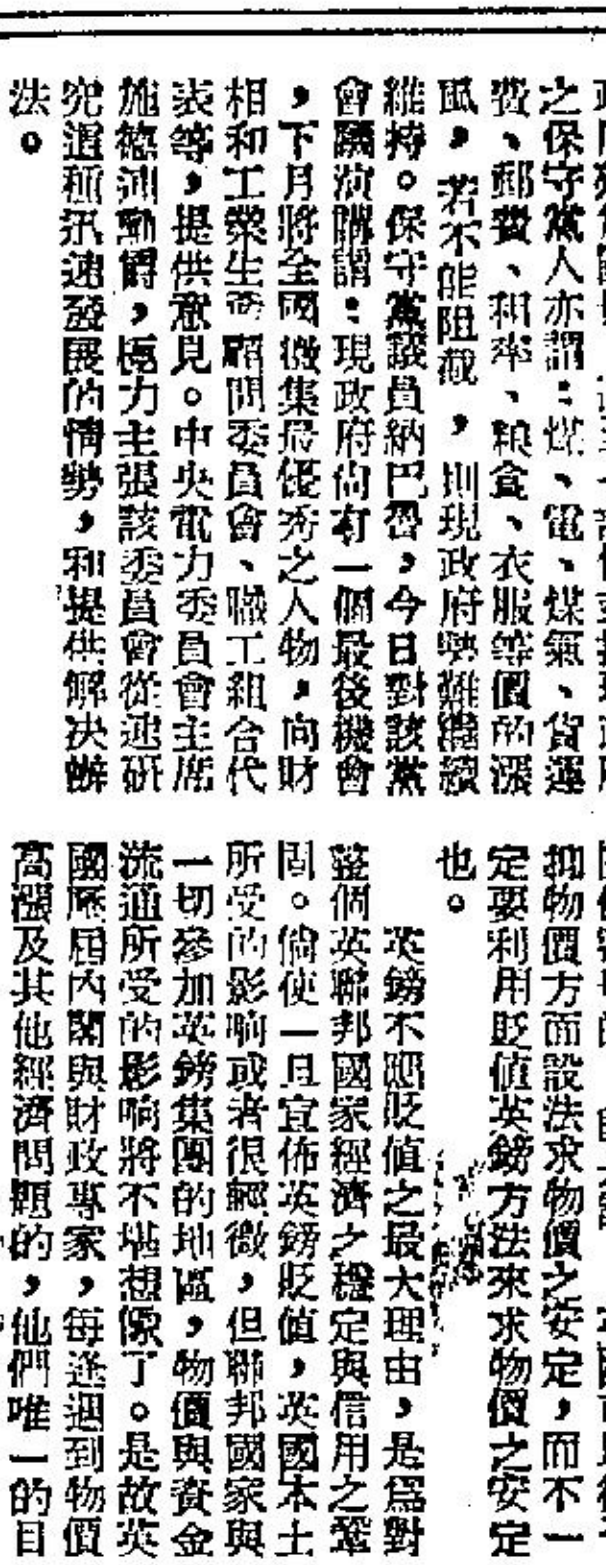 之保守黨人亦謂：煤、電、煤氣、貨運
費、郵費、租率、粮食、衣服等價的漲
風，若不能阻截，則現政府勢難繼續
維持。保守黨議員納巴魯，今日對該黨
會議演講謂：現政府尚有一個最後機會
，下月將全國徵集最優秀之人物，向財
相和工業生產顧問委員會、職工組合代
表等，提供意見。中央電力委員會主席
施德連勳爵，極力主張該委員會從速研
究這種迅速發展的情勢，和提供解決辦
法。
抑物價方面設法求物價之安定，而不一
定要利用貶值英鎊方法來求物價之安定
也。
英鎊不照貶值之最大理由，是爲對
整個英聯邦國家經濟之穩定與信用之鞏
固。倘使一旦宣佈英鎊貶值，英國本土
所受的影响或者很輕微，但聯邦國家與
一切參加英鎊集團的地區，物價與資金
流通所受的影响將不堪想像了。是故英
國歷屆內閣與財政專家，每逢遇到物價
高漲及其他經濟問題的，他們唯一的目